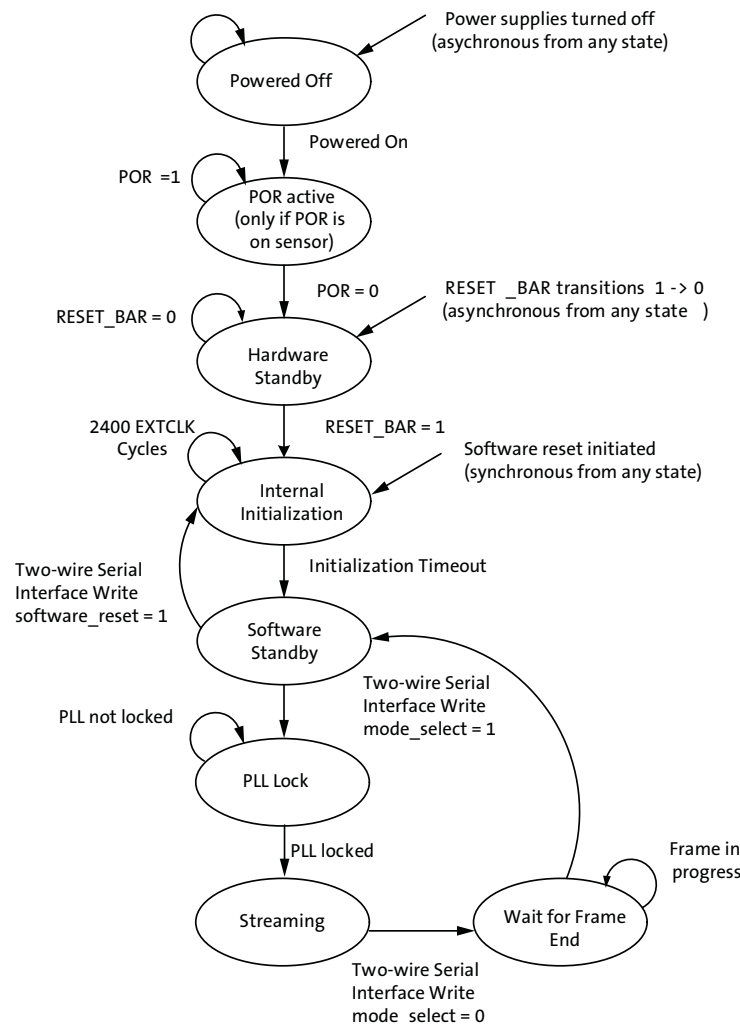 Power supplies turned off
(asychronous from any state)
Powered Off
Powered On
POR =1
POR active
(only if POR is
on sensor)
POR = 0
RESET _BAR transitions 1 -> 0
(asynchronous from any state )
RESET_BAR = 0
Hardware
Standby
2400 EXTCLK
Cycles
RESET_BAR = 1
Software reset initiated
(synchronous from any state)
Internal
Initialization
Initialization Timeout
Two-wire Serial
Interface Write
software_reset = 1
Software
Standby
Two-wire Serial
Interface Write
mode_select = 1
PLL not locked
PLL Lock
PLL locked
Frame in
progress
Streaming
Wait for Frame
End
Two-wire Serial
Interface Write
mode_select = 0